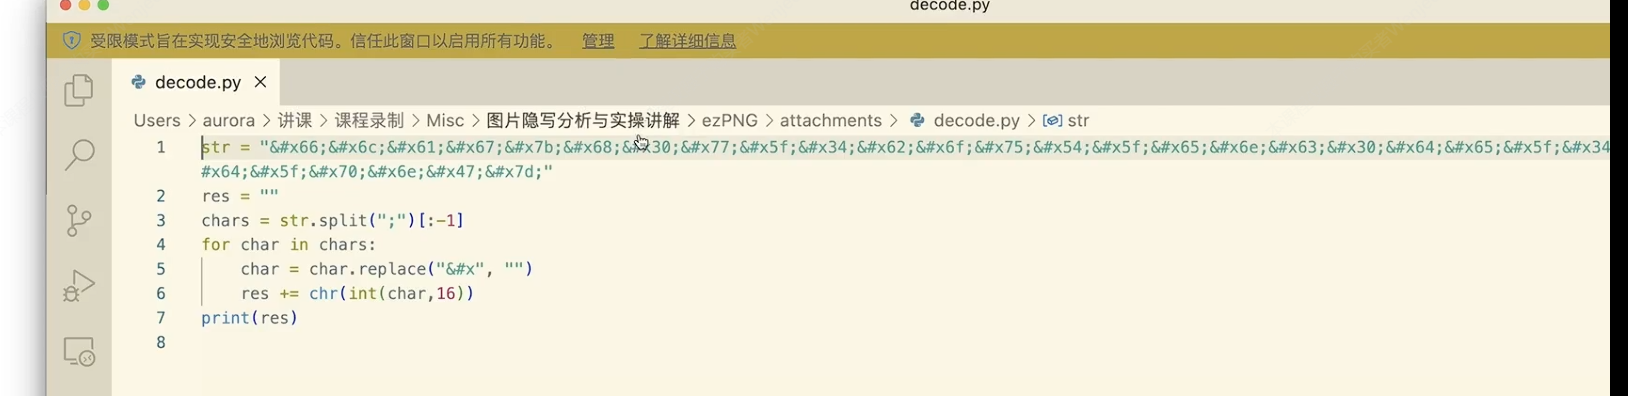 decode.py
受限模式旨在实现安全地浏览代码。信任此窗口以启用所有功能。 管理 了解详细信息
decode.py ×
Users > aurora > 讲课 > 课程录制 > Misc > 图片隐写分析与实操讲解 > ezPNG > attachments > decode.py > str
1 str = "&#x66;&#x6c;&#x61;&#x67;&#x7b;&#x68;&#x30;&#x77;&#x5f;&#x34;&#x62;&#x6f;&#x75;&#x54;&#x5f;&#x65;&#x6e;&#x63;&#x30;&#x64;&#x65;&#x5f;&#x34
#x64;&#x5f;&#x70;&#x6e;&#x47;&#x7d;"
2 res = ""
3 chars = str.split(";")[:-1]
4 for char in chars:
5     char = char.replace("&#x", "")
6     res += chr(int(char,16))
7 print(res)
8